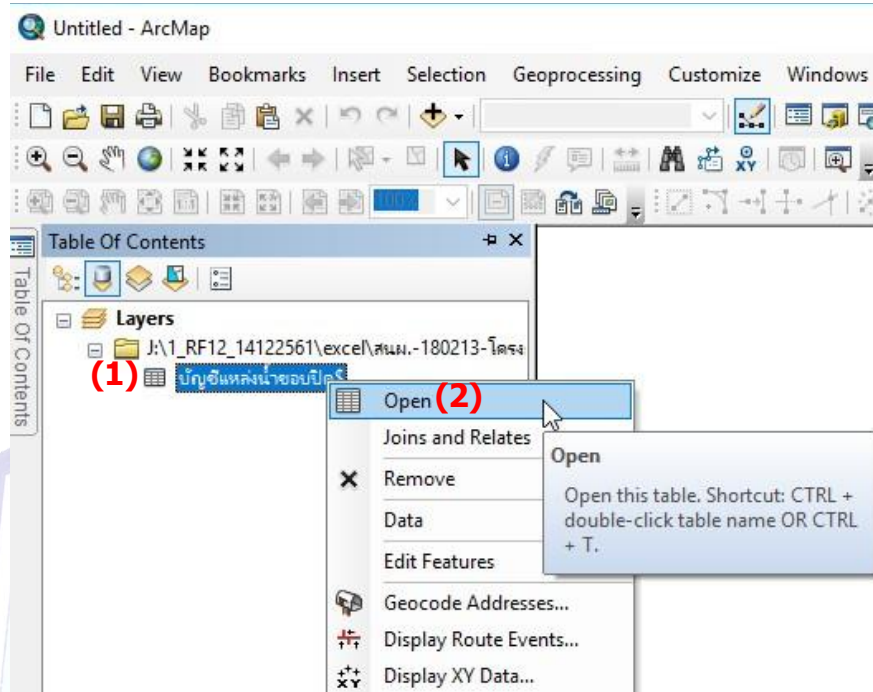 Untitled - ArcMap
File Edit View Bookmarks Insert Selection Geoprocessing Customize Windows
100%
Table Of Contents
Table Of Contents
Layers
J:\1_RF12_14122561\excel\สนผ.-180213-โครง
(1) บัญชีแหล่งน้ำขอบปิดร์
Open (2)
Joins and Relates
Remove
Data
Edit Features
Geocode Addresses...
Display Route Events...
Display XY Data...
Open
Open this table. Shortcut: CTRL +
double-click table name OR CTRL
+ T.